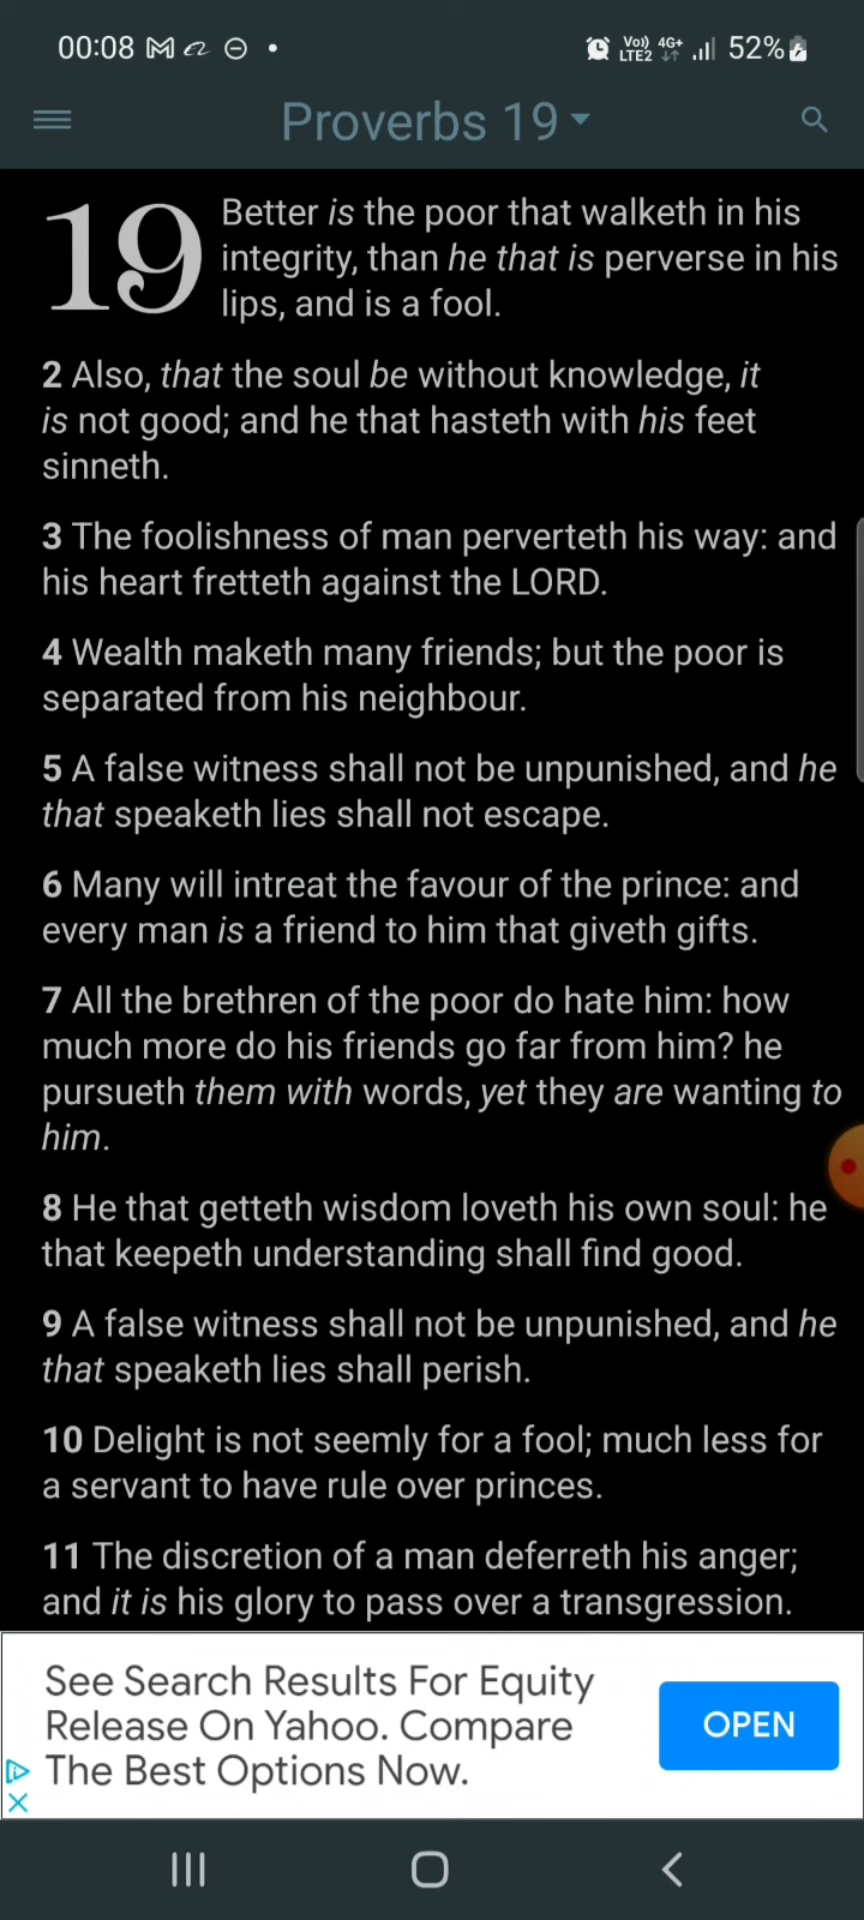 00:08
Vo)) 4G+
LTE2
52%
Proverbs 19
19 Better is the poor that walketh in his
integrity, than he that is perverse in his
lips, and is a fool.
2 Also, that the soul be without knowledge, it
is not good; and he that hasteth with his feet
sinneth.
3 The foolishness of man perverteth his way: and
his heart fretteth against the LORD.
4 Wealth maketh many friends; but the poor is
separated from his neighbour.
5 A false witness shall not be unpunished, and he
that speaketh lies shall not escape.
6 Many will intreat the favour of the prince: and
every man is a friend to him that giveth gifts.
7 All the brethren of the poor do hate him: how
much more do his friends go far from him? he
pursueth them with words, yet they are wanting to
him.
8 He that getteth wisdom loveth his own soul: he
that keepeth understanding shall find good.
9 A false witness shall not be unpunished, and he
that speaketh lies shall perish.
10 Delight is not seemly for a fool; much less for
a servant to have rule over princes.
11 The discretion of a man deferreth his anger;
and it is his glory to pass over a transgression.
See Search Results For Equity
Release On Yahoo. Compare
The Best Options Now.
OPEN